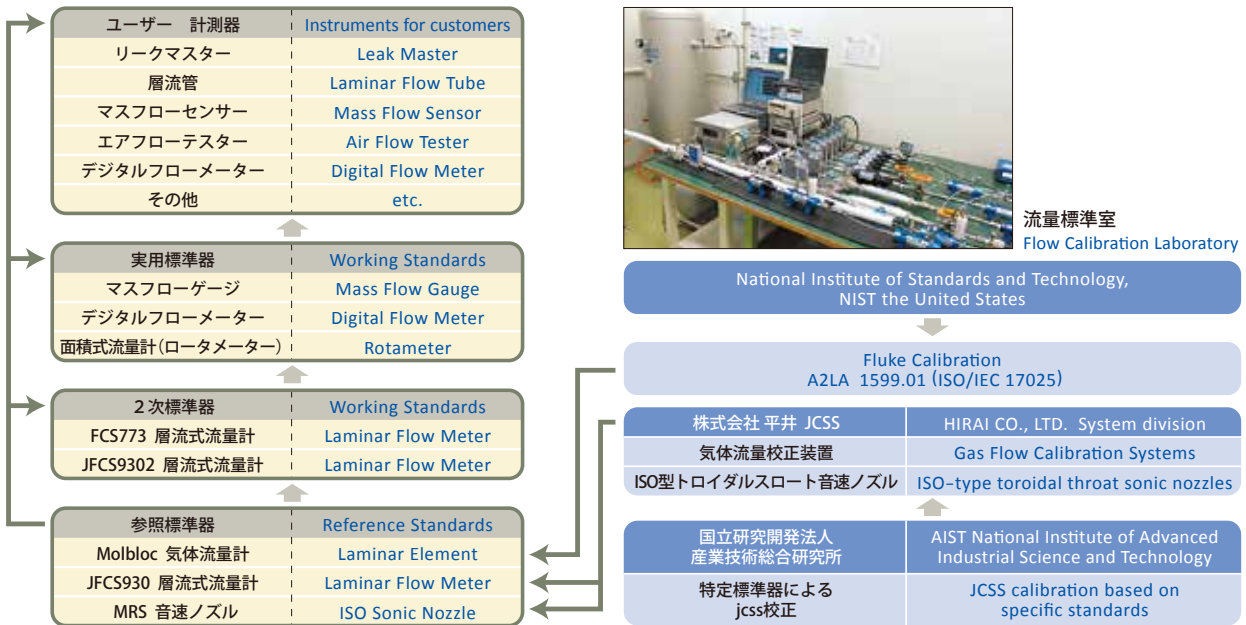 ユーザー 計測器 Instruments for customers
リークマスター Leak Master
層流管 Laminar Flow Tube
マスフローセンサー Mass Flow Sensor
エアフローテスター Air Flow Tester
デジタルフローメーター Digital Flow Meter
その他 etc.
実用標準器 Working Standards
マスフローゲージ Mass Flow Gauge
デジタルフローメーター Digital Flow Meter
面積式流量計(ロータメーター) Rotameter
2次標準器 Working Standards
FCS773 層流式流量計 Laminar Flow Meter
JFCS9302 層流式流量計 Laminar Flow Meter
参照標準器 Reference Standards
Molbloc 気体流量計 Laminar Element
JFCS930 層流式流量計 Laminar Flow Meter
MRS 音速ノズル ISO Sonic Nozzle
流量標準室
Flow Calibration Laboratory
National Institute of Standards and Technology,
NIST the United States
Fluke Calibration
A2LA 1599.01 (ISO/IEC 17025)
株式会社 平井 JCSS HIRAI CO., LTD. System division
気体流量校正装置 Gas Flow Calibration Systems
ISO型トロイダルスロート音速ノズル ISO-type toroidal throat sonic nozzles
国立研究開発法人
産業技術総合研究所
AIST National Institute of Advanced
Industrial Science and Technology
特定標準器による
jcss校正
JCSS calibration based on
specific standards